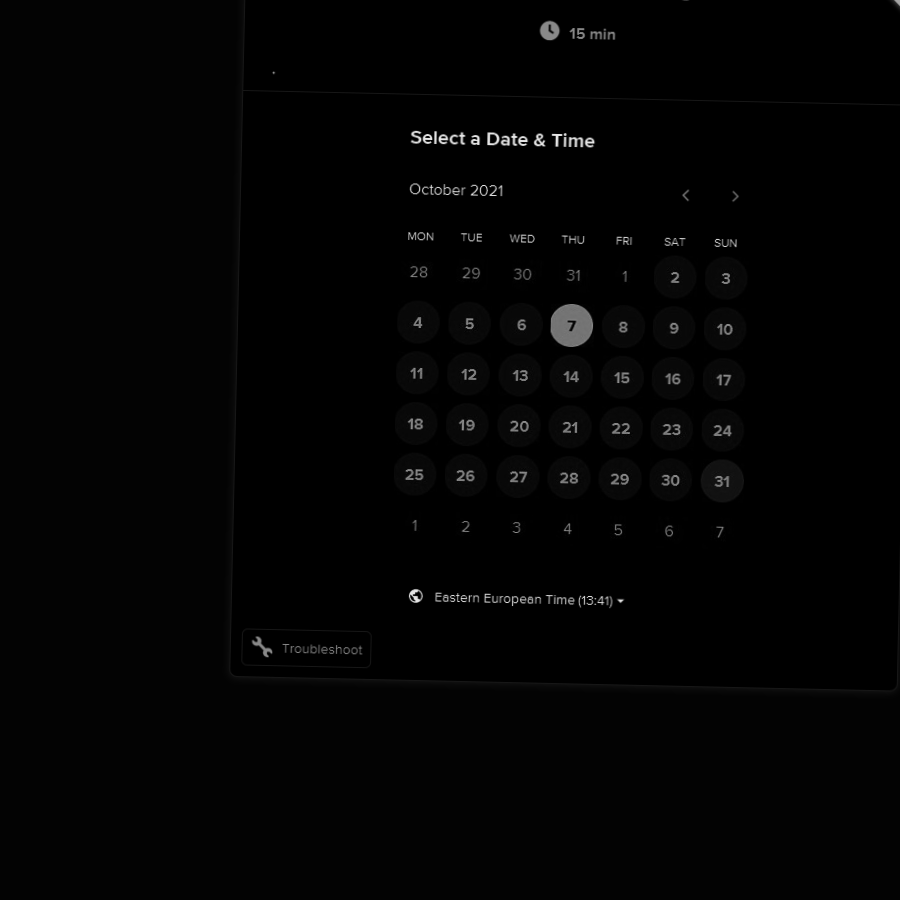 15 min
Select a Date & Time
October 2021
MON TUE WED THU FRI SAT SUN
28 29 30 31 1 2 3
4 5 6 7 8 9 10
11 12 13 14 15 16 17
18 19 20 21 22 23 24
25 26 27 28 29 30 31
1 2 3 4 5 6 7
Eastern European Time (13:41)
Troubleshoot